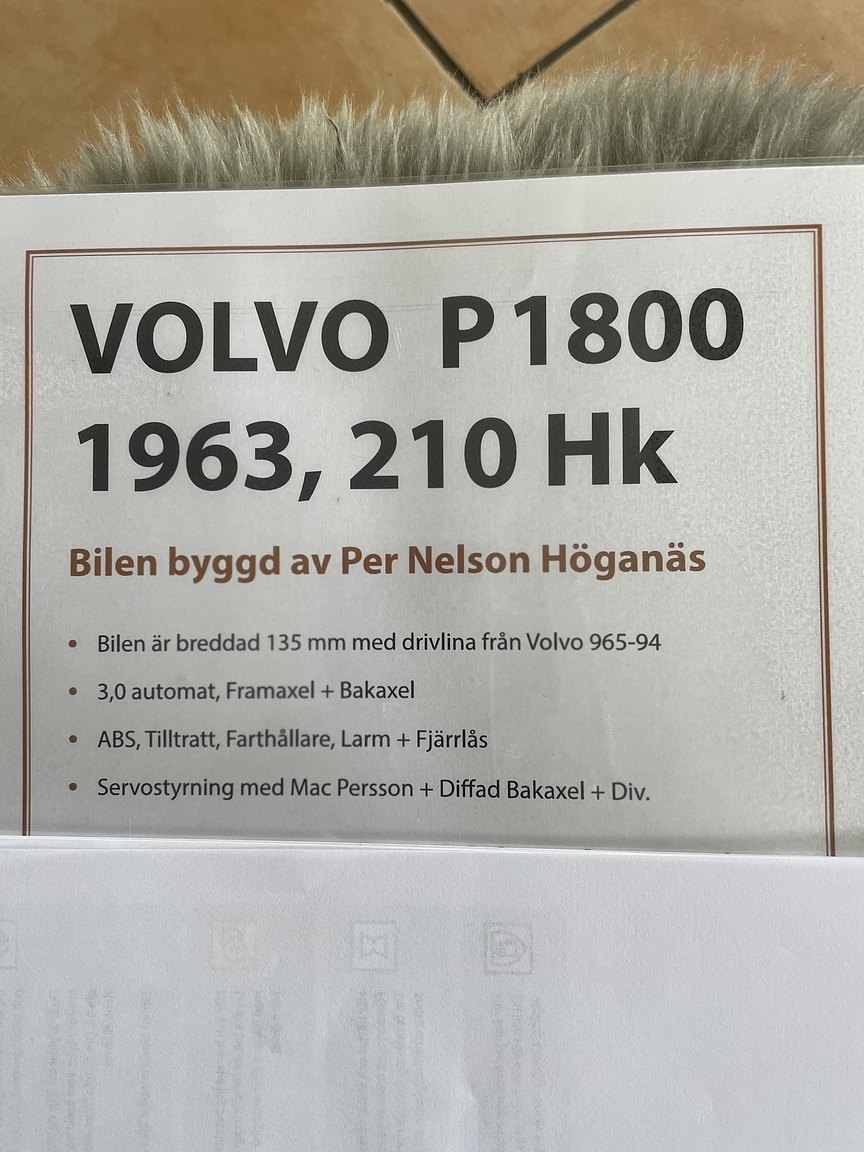 VOLVO P1800
1963, 210 Hk
Bilen byggd av Per Nelson Höganäs
• Bilen är breddad 135 mm med drivlina från Volvo 965-94
• 3,0 automat, Framaxel + Bakaxel
• ABS, Tilltratt, Farthållare, Larm + Fjärrlås
• Servostyrning med Mac Persson + Diffad Bakaxel + Div.